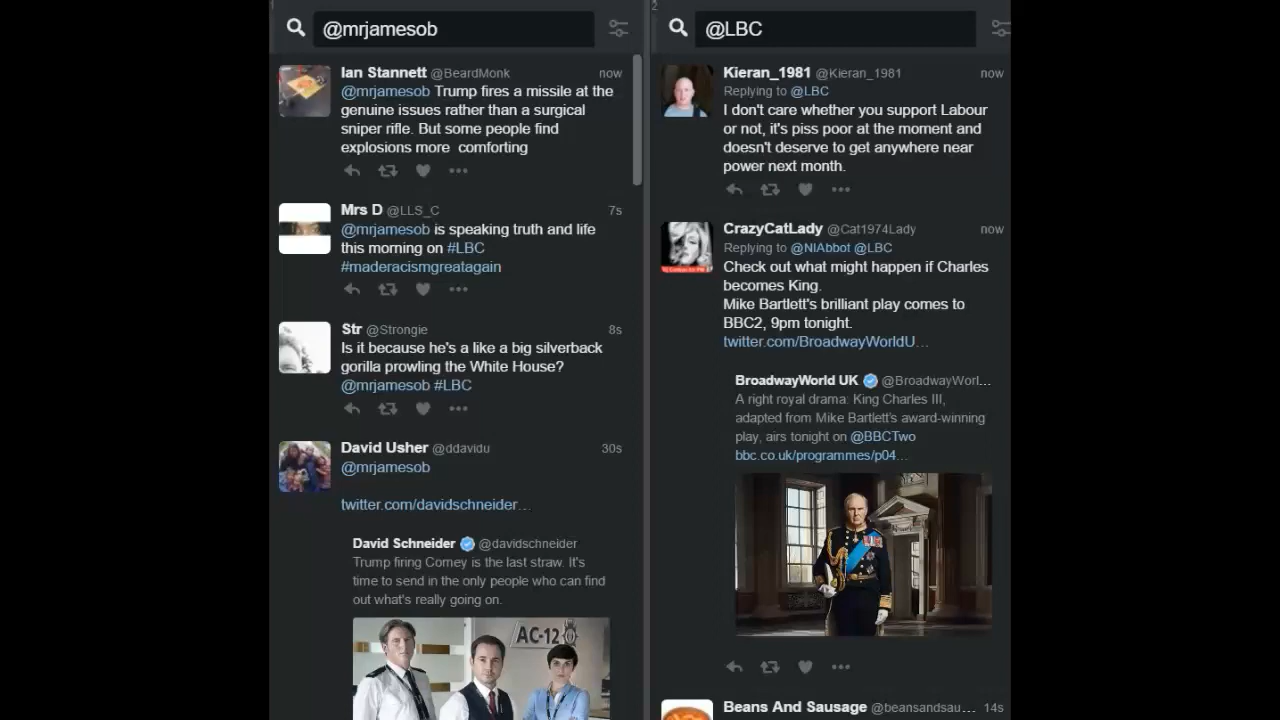 1
@mrjamesob
Ian Stannett @BeardMonk now
@mrjamesob Trump fires a missile at the
genuine issues rather than a surgical
sniper rifle. But some people find
explosions more comforting
Mrs D @LLS_C 7s
@mrjamesob is speaking truth and life
this morning on #LBC
#maderacismgreatagain
Str @Strongie 8s
Is it because he's a like a big silverback
gorilla prowling the White House?
@mrjamesob #LBC
David Usher @ddavidu 30s
@mrjamesob
twitter.com/davidschneider…
David Schneider @davidschneider
Trump firing Comey is the last straw. It's
time to send in the only people who can find
out what's really going on.
AC-12
2
@LBC
Kieran_1981 @Kieran_1981 now
Replying to @LBC
I don't care whether you support Labour
or not, it's piss poor at the moment and
doesn't deserve to get anywhere near
power next month.
CrazyCatLady @Cat1974Lady now
Replying to @NIAbbot @LBC
Check out what might happen if Charles
becomes King.
Mike Bartlett's brilliant play comes to
BBC2, 9pm tonight.
twitter.com/BroadwayWorldU…
BroadwayWorld UK @BroadwayWorl…
A right royal drama: King Charles III,
adapted from Mike Bartlett's award-winning
play, airs tonight on @BBCTwo
bbc.co.uk/programmes/p04…
Beans And Sausage @beansandsau… 14s